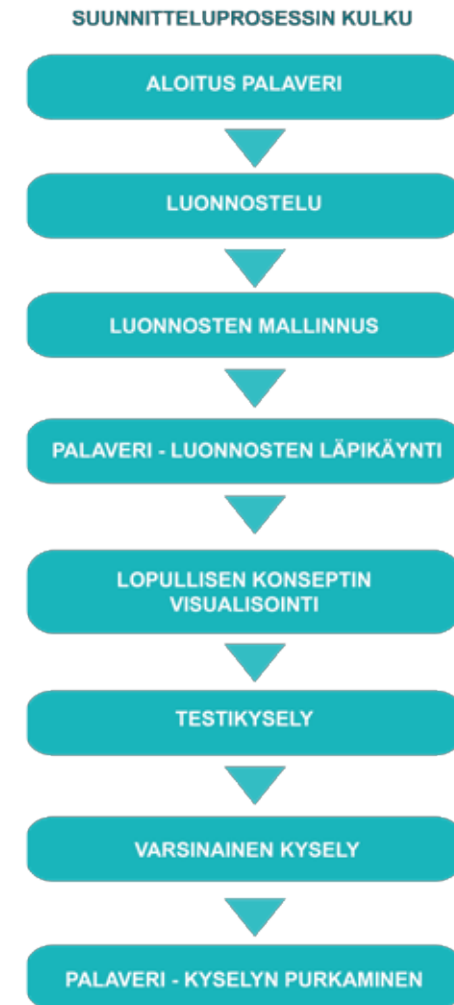 SUUNNITTELUPROSESSIN KULKU
ALOITUS PALAVERI
LUONNOSTELU
LUONNOSTEN MALLINNUS
PALAVERI - LUONNOSTEN LÄPIKÄYNTI
LOPULLISEN KONSEPTIN
VISUALISOINTI
TESTIKYSELY
VARSINAINEN KYSELY
PALAVERI - KYSELYN PURKAMINEN